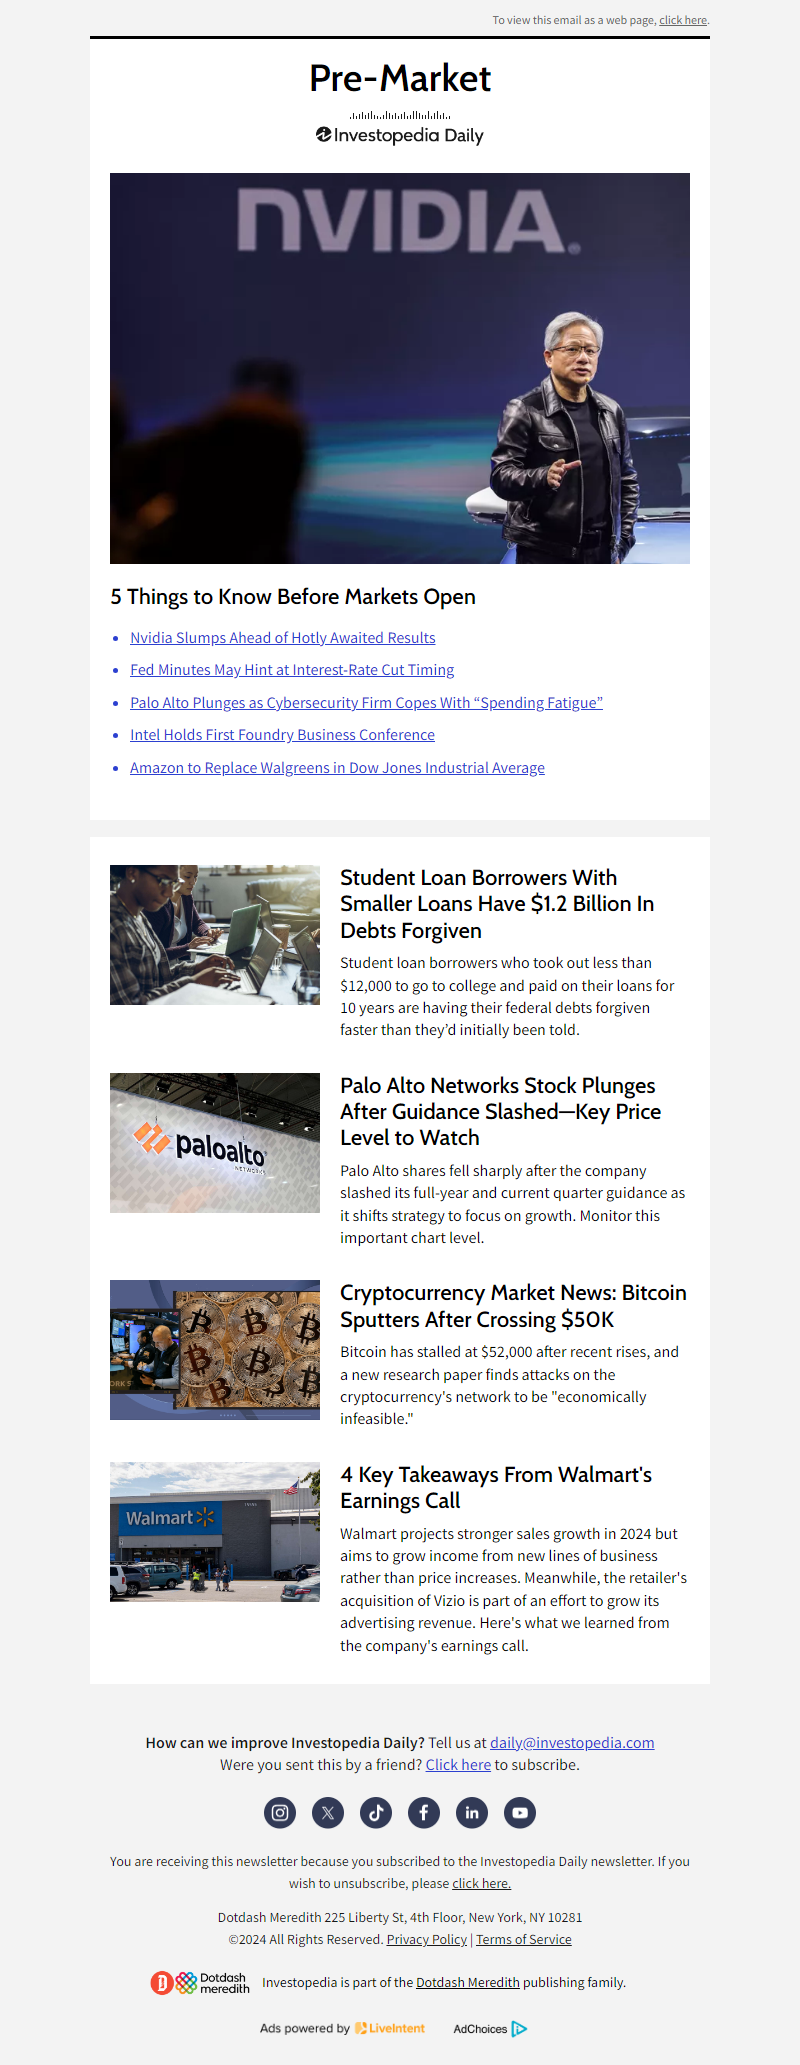 To view this email as a web page, click here.
Pre-Market
Investopedia Daily
NVIDIA.
5 Things to Know Before Markets Open
• Nvidia Slumps Ahead of Hotly Awaited Results
• Fed Minutes May Hint at Interest-Rate Cut Timing
• Palo Alto Plunges as Cybersecurity Firm Copes With “Spending Fatigue”
• Intel Holds First Foundry Business Conference
• Amazon to Replace Walgreens in Dow Jones Industrial Average
Student Loan Borrowers With
Smaller Loans Have $1.2 Billion In
Debts Forgiven
Student loan borrowers who took out less than
$12,000 to go to college and paid on their loans for
10 years are having their federal debts forgiven
faster than they’d initially been told.
paloalto
NETWORKS
Palo Alto Networks Stock Plunges
After Guidance Slashed—Key Price
Level to Watch
Palo Alto shares fell sharply after the company
slashed its full-year and current quarter guidance as
it shifts strategy to focus on growth. Monitor this
important chart level.
ORK S
Cryptocurrency Market News: Bitcoin
Sputters After Crossing $50K
Bitcoin has stalled at $52,000 after recent rises, and
a new research paper finds attacks on the
cryptocurrency's network to be "economically
infeasible."
Walmart
4 Key Takeaways From Walmart's
Earnings Call
Walmart projects stronger sales growth in 2024 but
aims to grow income from new lines of business
rather than price increases. Meanwhile, the retailer's
acquisition of Vizio is part of an effort to grow its
advertising revenue. Here's what we learned from
the company's earnings call.
How can we improve Investopedia Daily? Tell us at daily@investopedia.com
Were you sent this by a friend? Click here to subscribe.
You are receiving this newsletter because you subscribed to the Investopedia Daily newsletter. If you
wish to unsubscribe, please click here.
Dotdash Meredith 225 Liberty St, 4th Floor, New York, NY 10281
©2024 All Rights Reserved. Privacy Policy | Terms of Service
Dotdash
meredith
Investopedia is part of the Dotdash Meredith publishing family.
Ads powered by LiveIntent
AdChoices